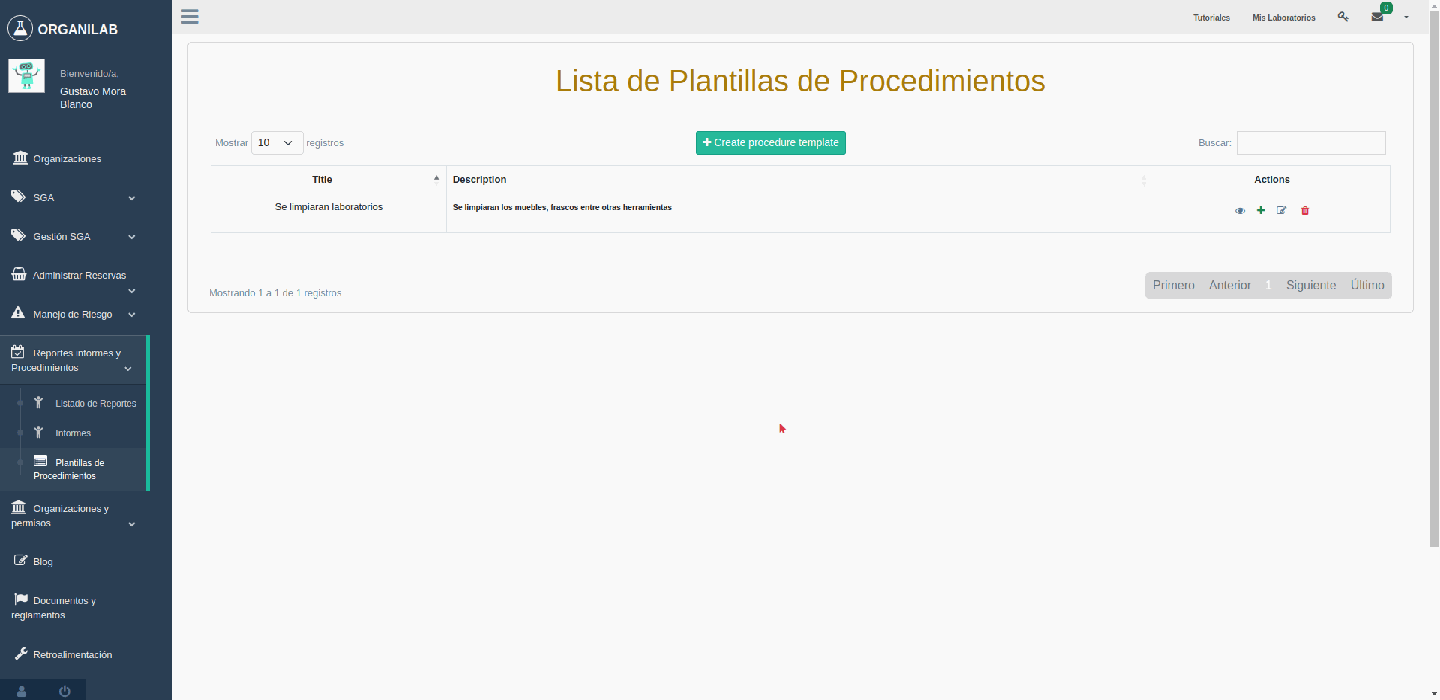 ORGANILAB
Bienvenido/a,
Gustavo Mora
Blanco
Organizaciones
SGA
Gestión SGA
Administrar Reservas
Manejo de Riesgo
Reportes informes y
Procedimientos
Listado de Reportes
Informes
Plantillas de
Procedimientos
Organizaciones y
permisos
Blog
Documentos y
reglamentos
Retroalimentación
Tutoriales
Mis Laboratorios
0
Lista de Plantillas de Procedimientos
Mostrar 10 registros
Create procedure template
Buscar:
Title Description Actions
Se limpiaran laboratorios Se limpiaran los muebles, frascos entre otras herramientas
Mostrando 1 a 1 de 1 registros
Primero Anterior 1 Siguiente Último